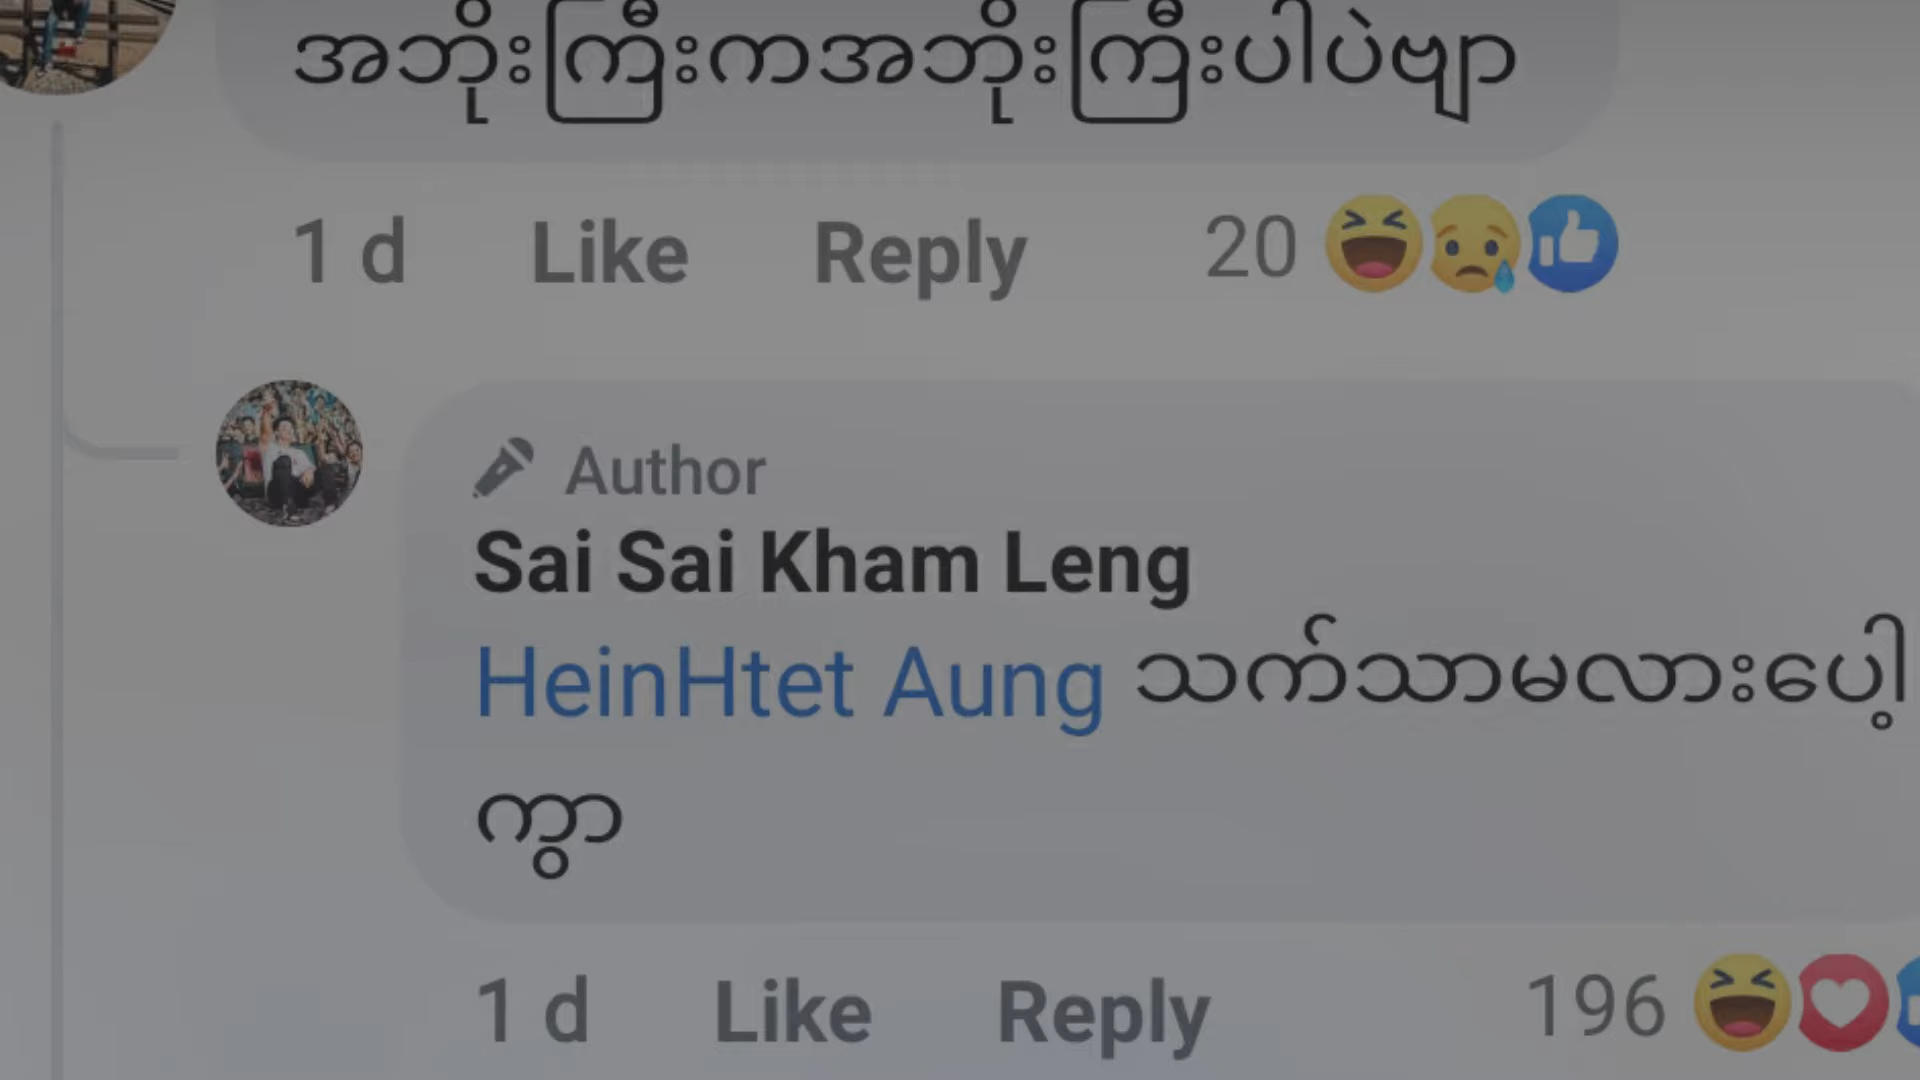 အဘိုးကြီးကအဘိုးကြီးပါပဲဗျာ
1 d Like Reply 20
Author
Sai Sai Kham Leng
HeinHtet Aung သက်သာမလားပေါ့
ကွာ
1 d Like Reply 196